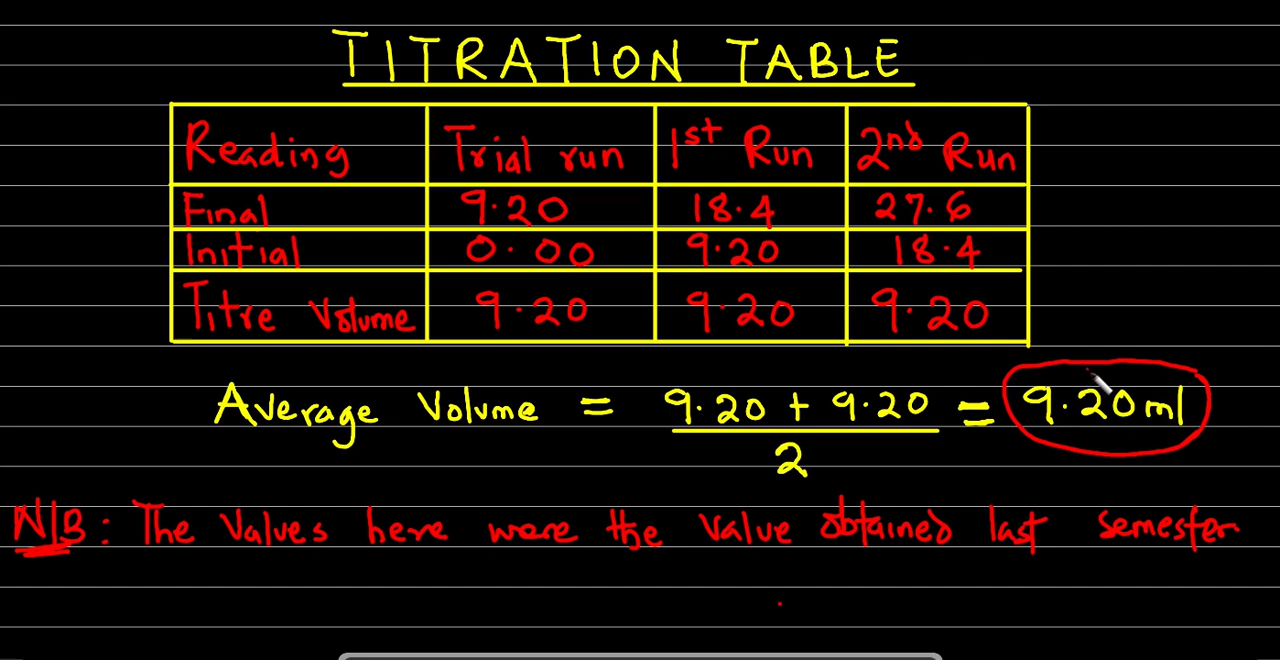 TITRATION TABLE
Reading Trial run 1st Run 2nd Run
Final 9.20 18.4 27.6
Initial 0.00 9.20 18.4
Titre Volume 9.20 9.20 9.20
Average Volume = 9.20 + 9.20 = 9.20 ml
2
N/B: The Values here were the value obtained last semester